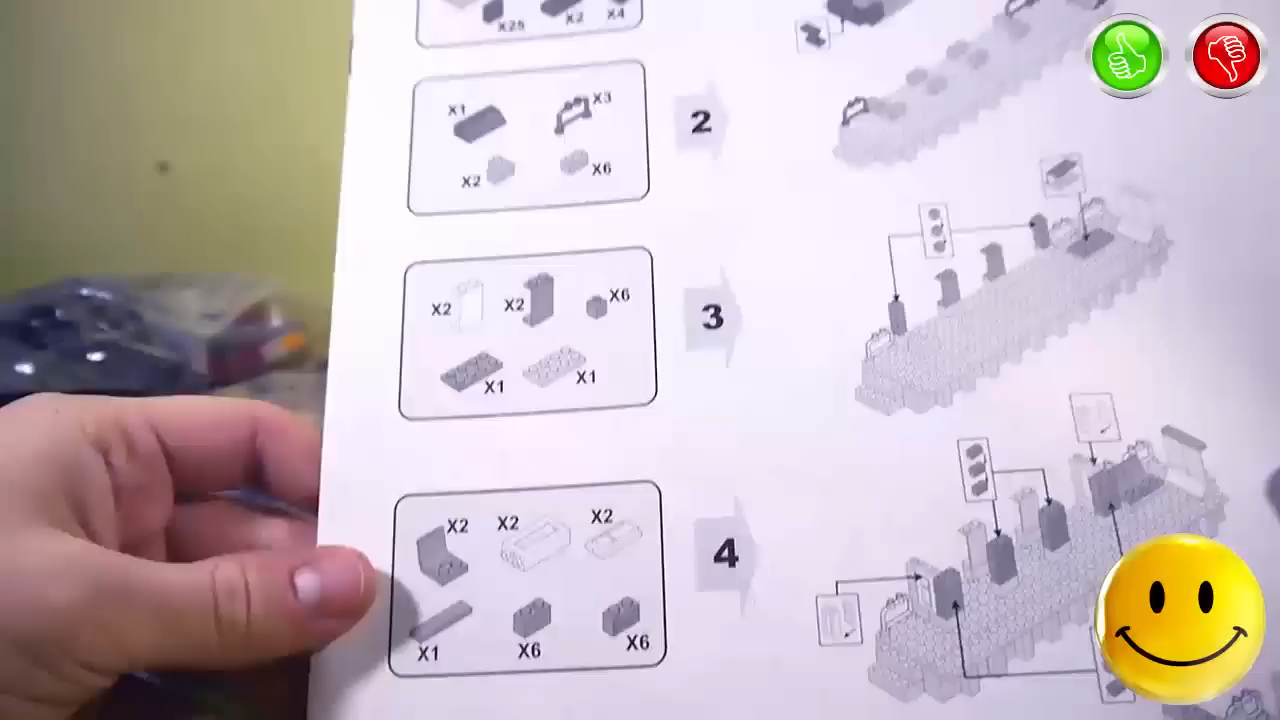 X25 X2 X4
X1 X3
X2 X6
2
X2 X2 X6
X1 X1
3
X2 X2 X2
X1 X6 X6
4